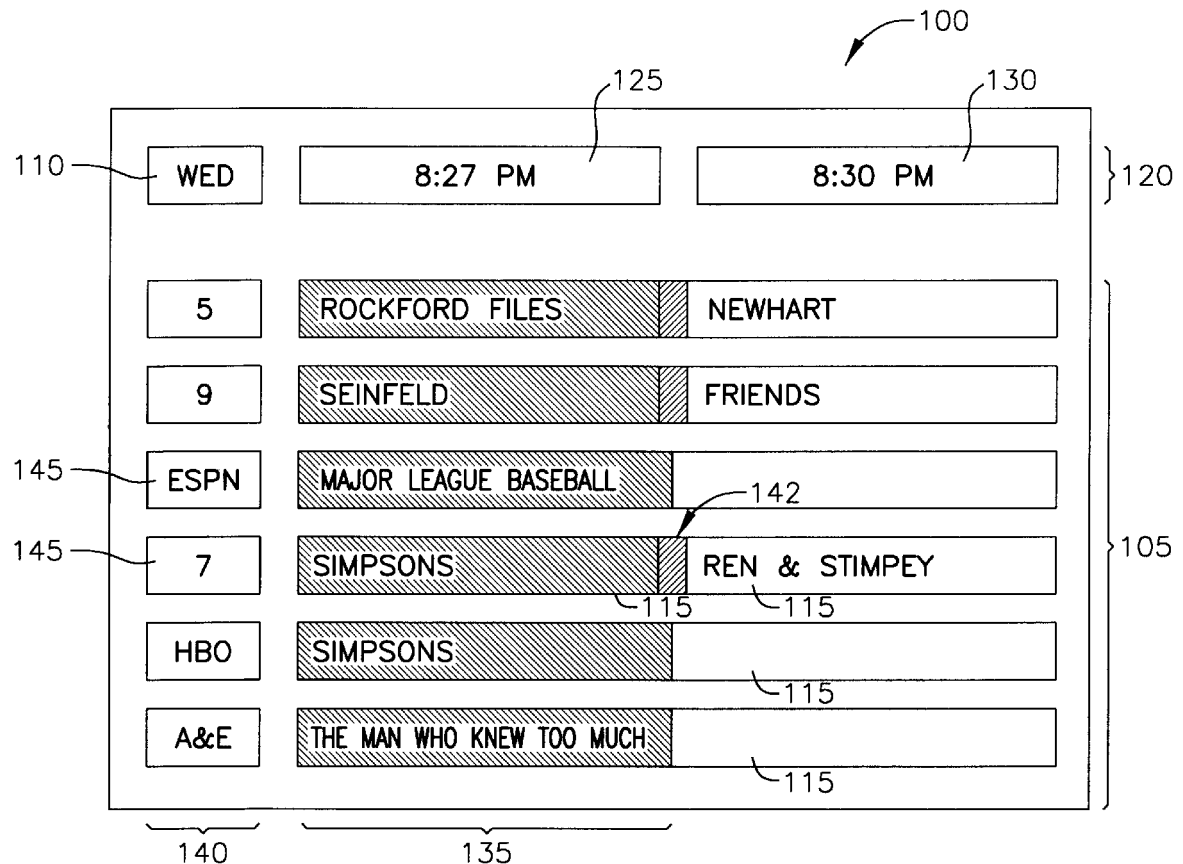 100
125
130
110
WED
8:27 PM
8:30 PM
120
5
ROCKFORD FILES
NEWHART
9
SEINFELD
FRIENDS
145
ESPN
MAJOR LEAGUE BASEBALL
142
145
7
SIMPSONS
REN & STIMPEY
105
115
115
HBO
SIMPSONS
115
A&E
THE MAN WHO KNEW TOO MUCH
115
140
135